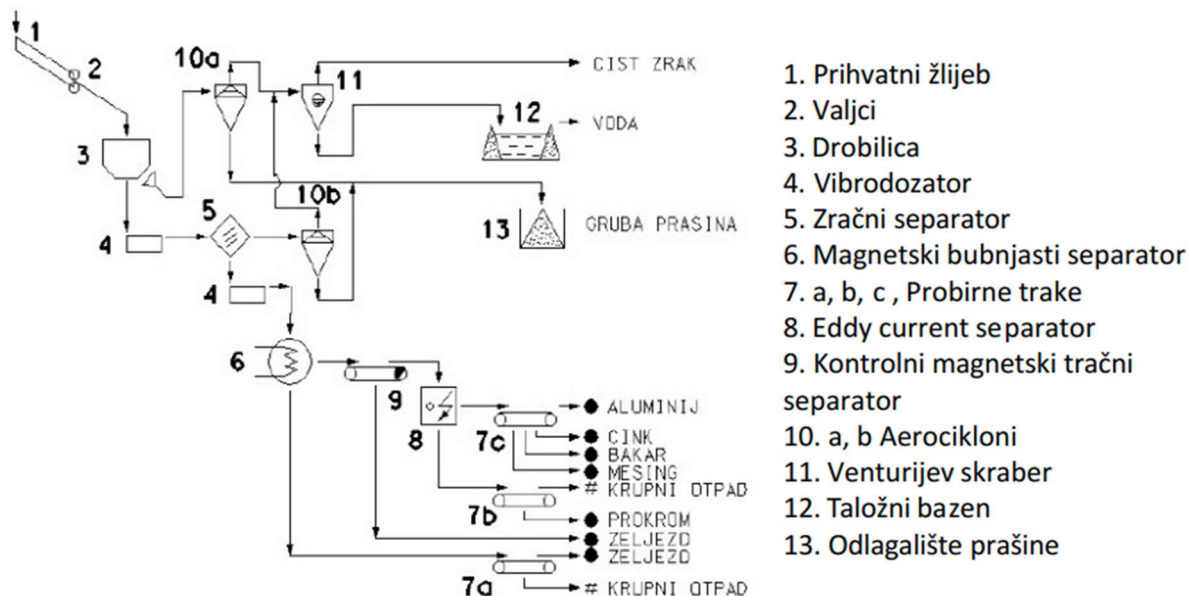 1
2
3
4
5
4
10a
10b
11
CIST ZRAK
12
VODA
13
GRUBA PRASINA
6
9
8
7c
ALUMINIJ
CINK
BAKAR
MESING
# KRUPNI OTPAD
7b
PROKROM
ZELJEZO
ZELJEZO
7a
# KRUPNI OTPAD
1. Prihvatni žlijeb
2. Valjci
3. Drobilica
4. Vibrodozator
5. Zračni separator
6. Magnetski bubnjasti separator
7. a, b, c , Probirne trake
8. Eddy current separator
9. Kontrolni magnetski tračni
separator
10. a, b Aerocikloni
11. Venturijev skraber
12. Taložni bazen
13. Odlagalište prašine